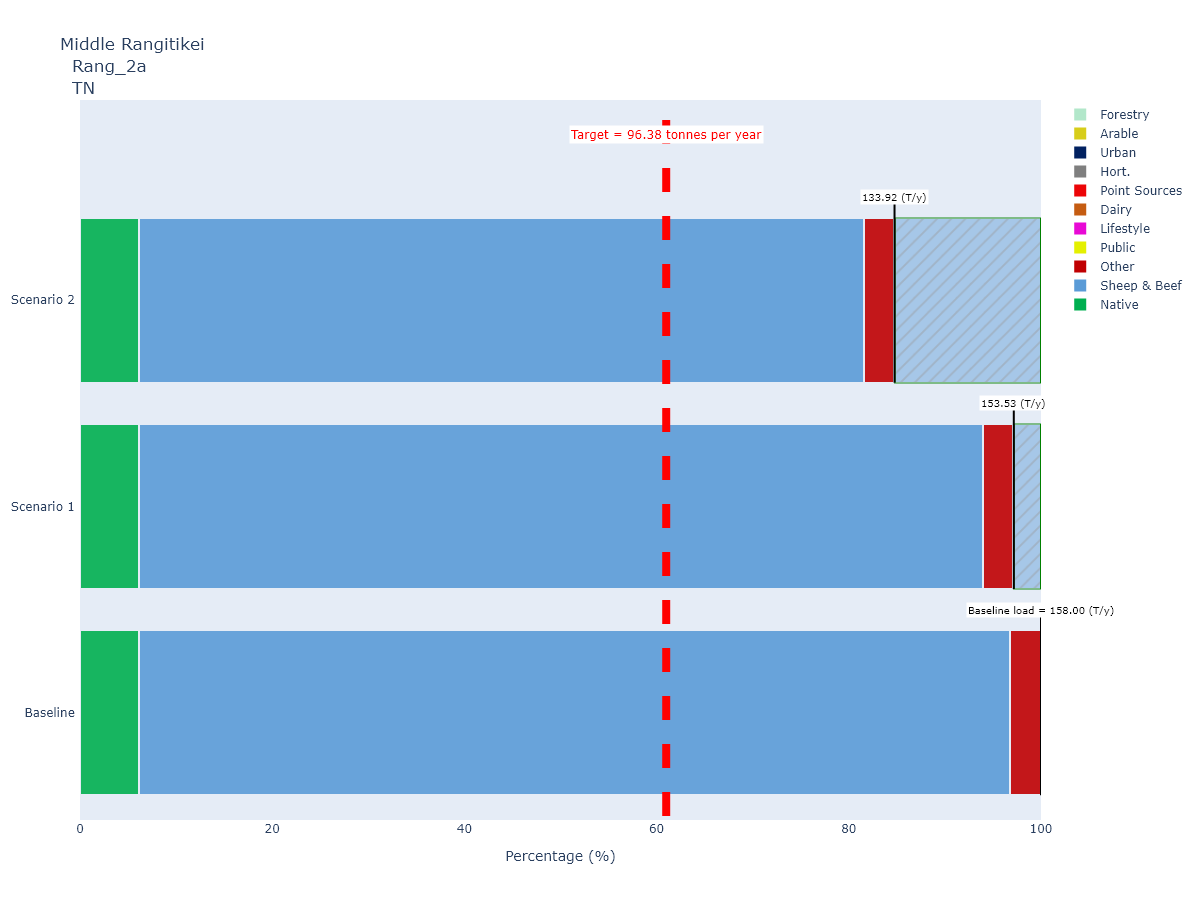 Middle Rangitikei
Rang_2a
TN
Target = 96.38 tonnes per year
133.92 (T/y)
Scenario 2
153.53 (T/y)
Scenario 1
Baseline load = 158.00 (T/y)
Baseline
0 20 40 60 80 100
Percentage (%)
Forestry
Arable
Urban
Hort.
Point Sources
Dairy
Lifestyle
Public
Other
Sheep & Beef
Native